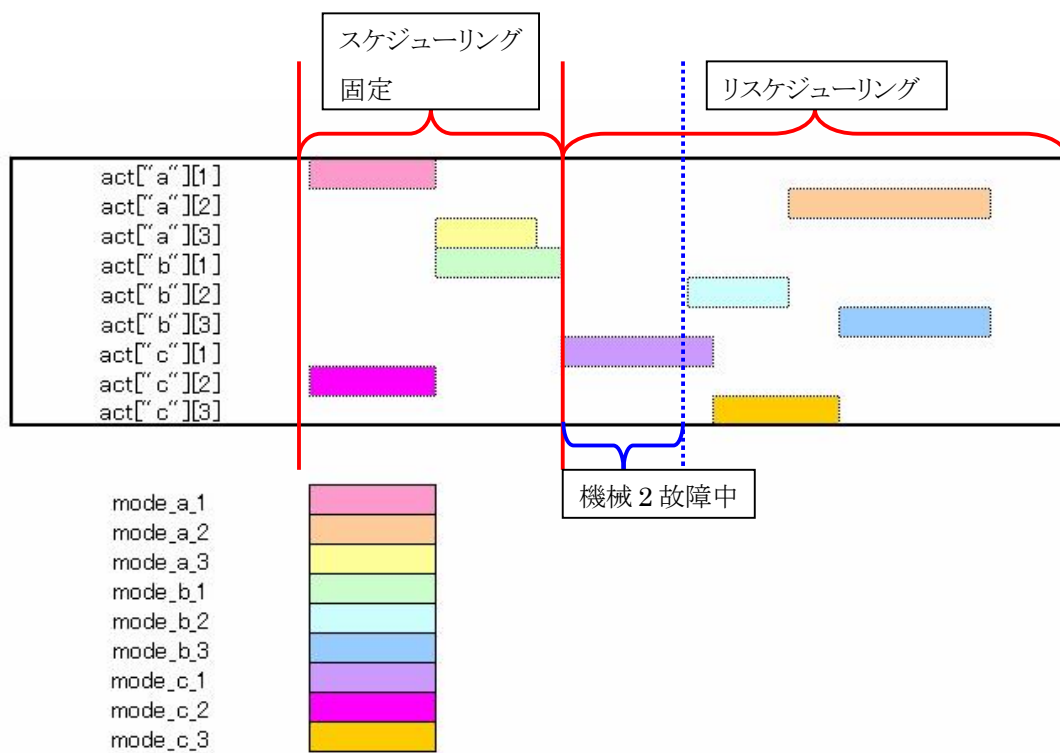 スケジューリング
固定
リスケジューリング
act["a"][1]
act["a"][2]
act["a"][3]
act["b"][1]
act["b"][2]
act["b"][3]
act["c"][1]
act["c"][2]
act["c"][3]
機械 2 故障中
mode_a_1
mode_a_2
mode_a_3
mode_b_1
mode_b_2
mode_b_3
mode_c_1
mode_c_2
mode_c_3